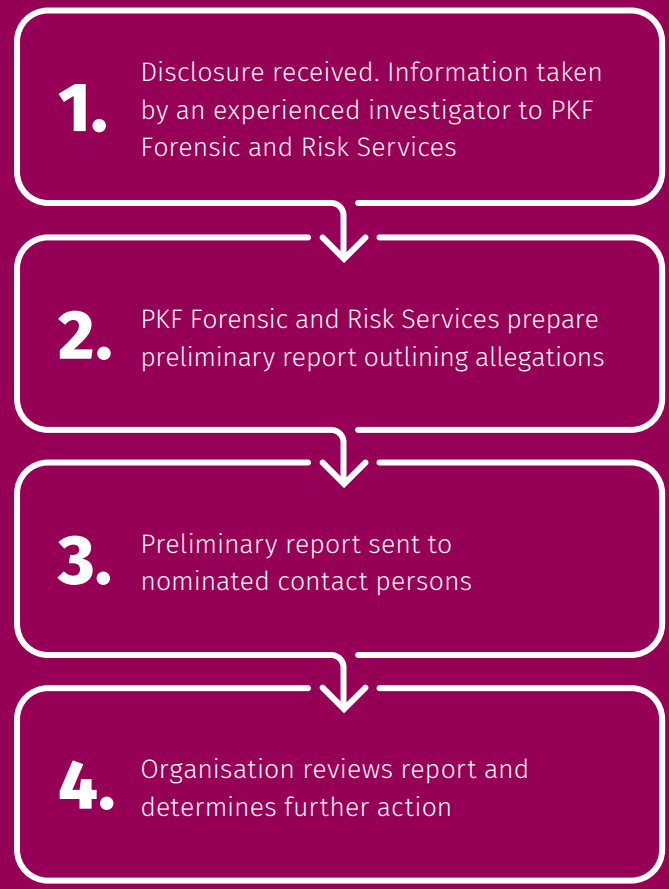 1.
Disclosure received. Information taken
by an experienced investigator to PKF
Forensic and Risk Services
2.
PKF Forensic and Risk Services prepare
preliminary report outlining allegations
3.
Preliminary report sent to
nominated contact persons
4.
Organisation reviews report and
determines further action